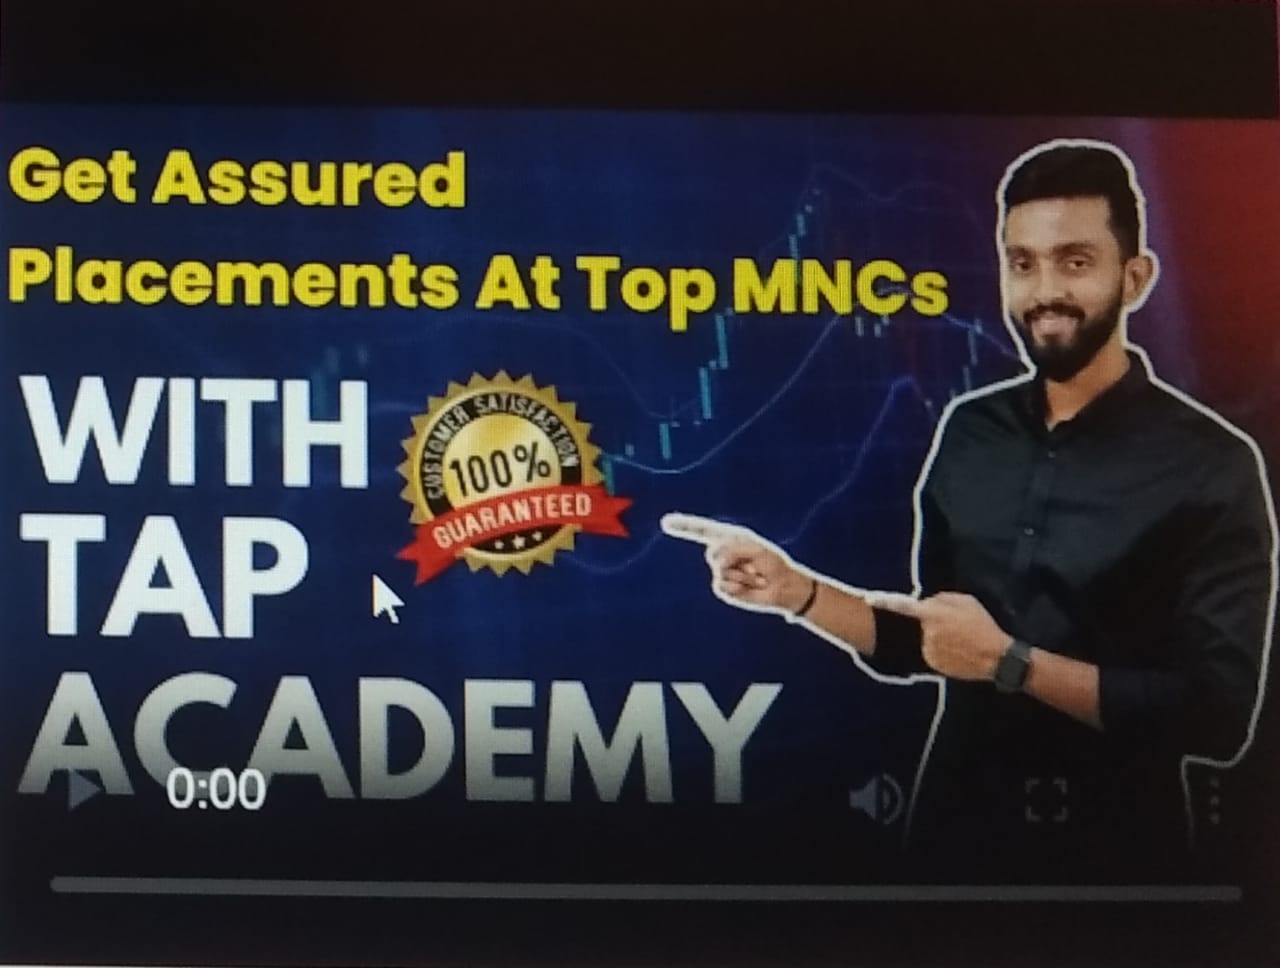 Get Assured
Placements At Top MNCs
WITH
TAP
ACADEMY
CUSTOMER SATISFACTION
100%
GUARANTEED
0:00